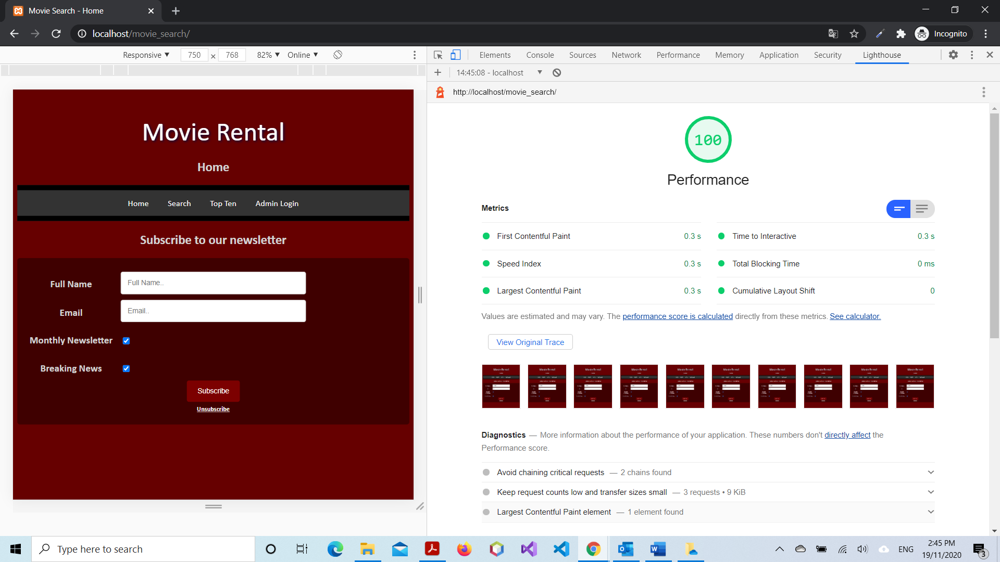 Movie Search - Home
localhost/movie_search/
Incognito
Responsive ▼ 750 × 768 82% ▼ Online ▼
Elements Console Sources Network Performance Memory Application Security Lighthouse
14:45:08 - localhost ▼
http://localhost/movie_search/
Movie Rental
Home
Home Search Top Ten Admin Login
Subscribe to our newsletter
Full Name Full Name..
Email Email..
Monthly Newsletter
Breaking News
Subscribe
Unsubscribe
100
Performance
Metrics
First Contentful Paint 0.3 s
Time to Interactive 0.3 s
Speed Index 0.3 s
Total Blocking Time 0 ms
Largest Contentful Paint 0.3 s
Cumulative Layout Shift 0
Values are estimated and may vary. The performance score is calculated directly from these metrics. See calculator.
View Original Trace
Diagnostics — More information about the performance of your application. These numbers don't directly affect the
Performance score.
Avoid chaining critical requests — 2 chains found
Keep request counts low and transfer sizes small — 3 requests • 9 KiB
Largest Contentful Paint element — 1 element found
Type here to search
ENG
2:45 PM
19/11/2020
3